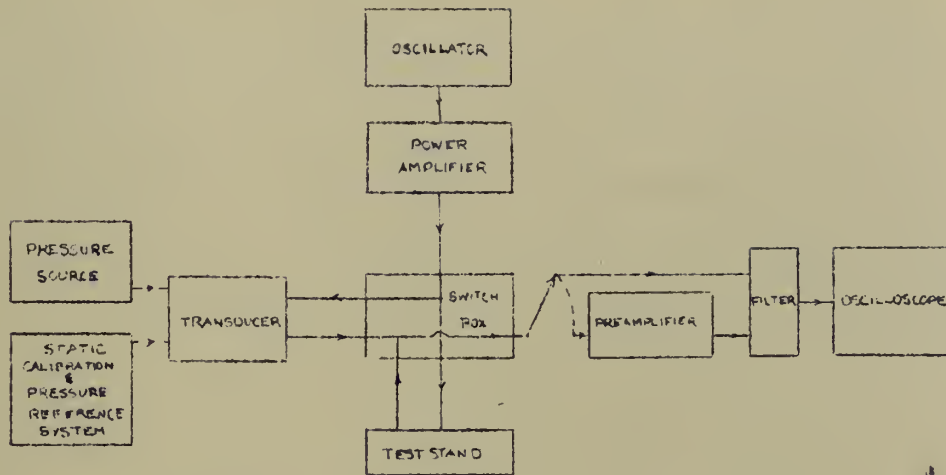 OSCILLATOR
POWER
AMPLIFIER
PRESSURE
SOURCE
TRANSDUCER
SWITCH
BOX
STATIC
CALIBRATION
&
PRESSURE
REFERENCE
SYSTEM
TEST STAND
PREAMPLIFIER
FILTER
OSCILLOSCOPE